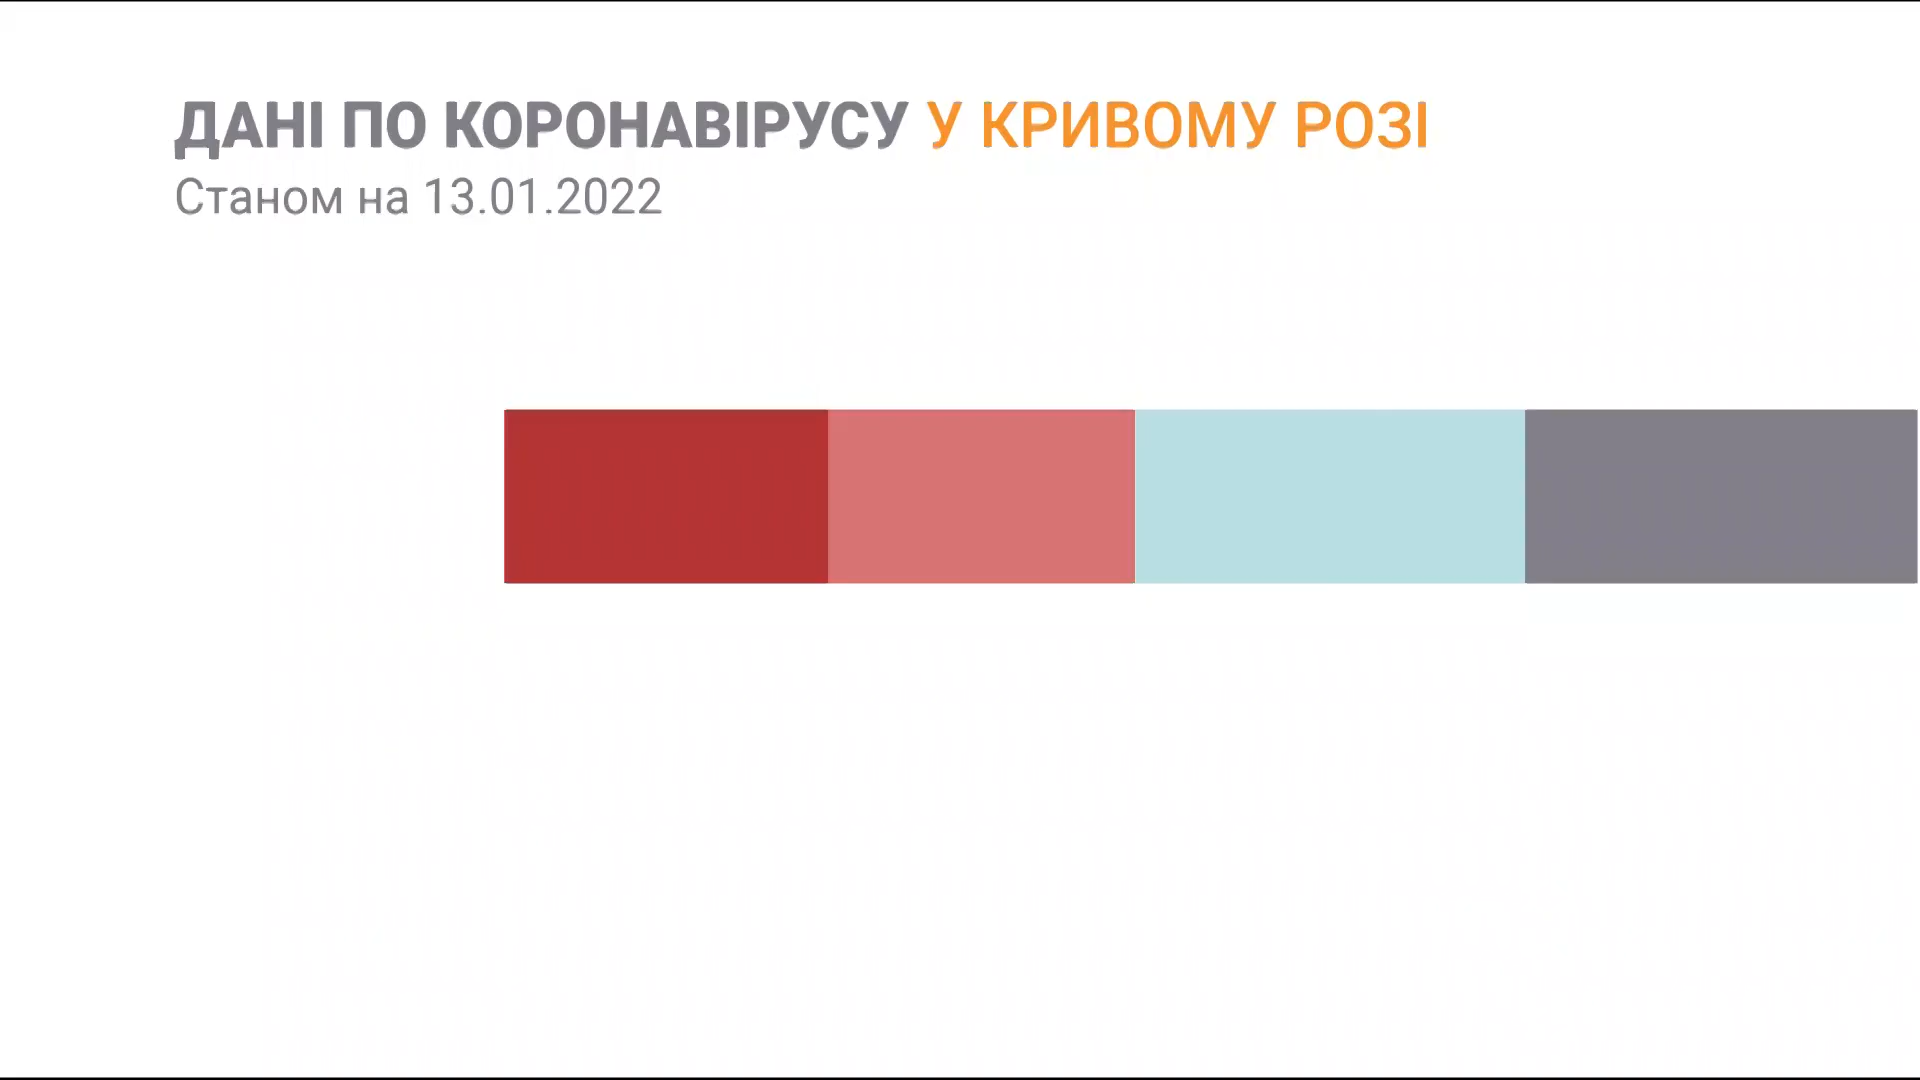 ДАНІ ПО КОРОНАВІРУСУ У КРИВОМУ РОЗІ
Станом на 13.01.2022